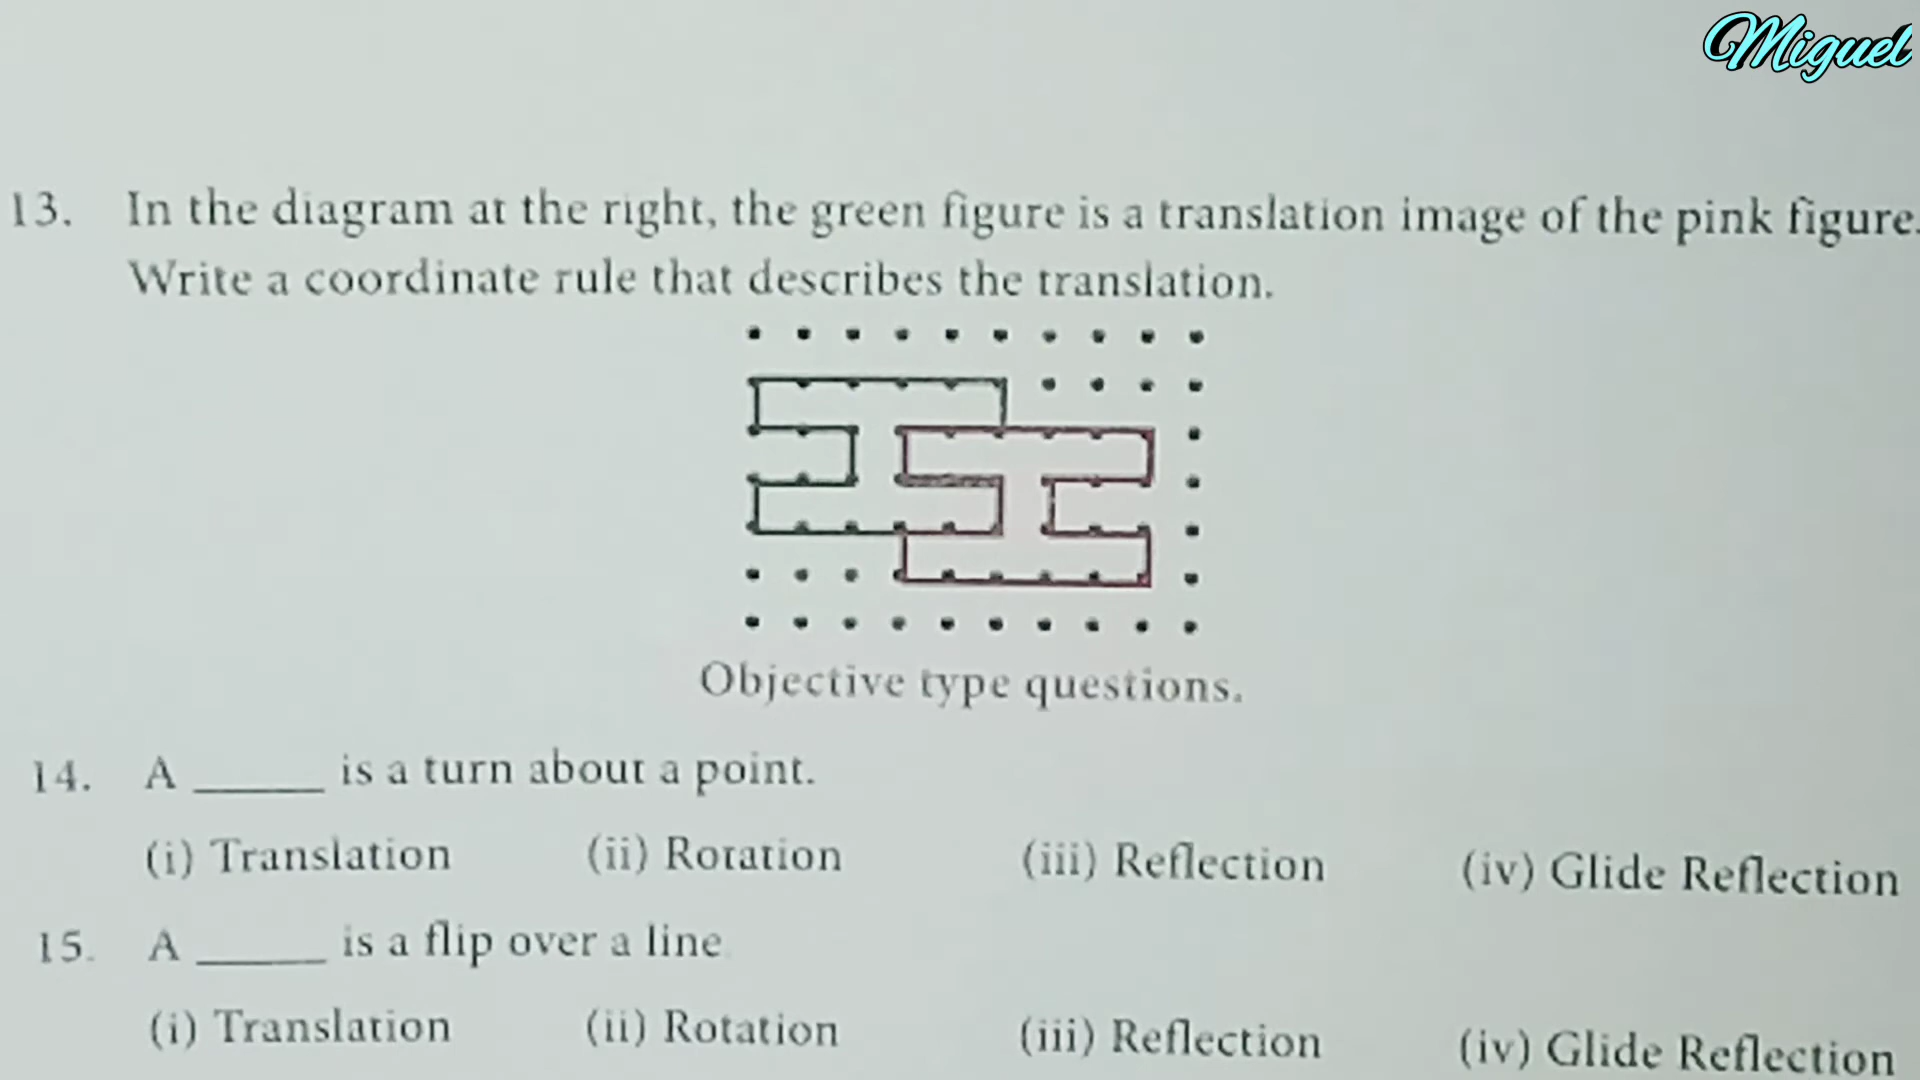 Miguel
13. In the diagram at the right, the green figure is a translation image of the pink figure.
Write a coordinate rule that describes the translation.
Objective type questions.
14. A _____ is a turn about a point.
(i) Translation (ii) Rotation (iii) Reflection (iv) Glide Reflection
15. A _____ is a flip over a line
(i) Translation (ii) Rotation (iii) Reflection (iv) Glide Reflection